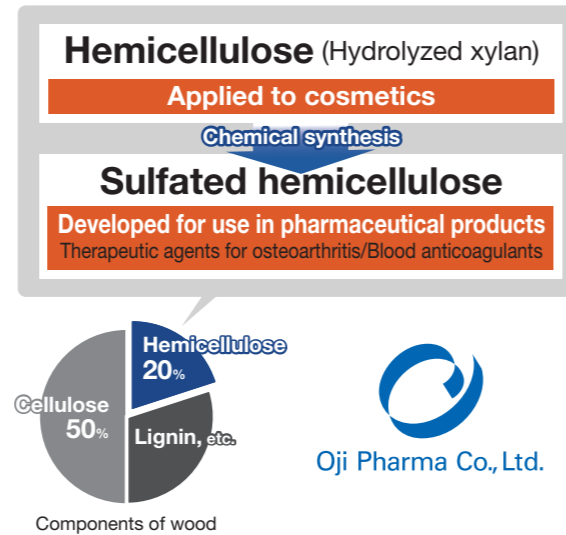 Hemicellulose (Hydrolyzed xylan)
Applied to cosmetics
Chemical synthesis
Sulfated hemicellulose
Developed for use in pharmaceutical products
Therapeutic agents for osteoarthritis/Blood anticoagulants
Hemicellulose
20%
Cellulose
50%
Lignin, etc.
Components of wood
Oji Pharma Co., Ltd.